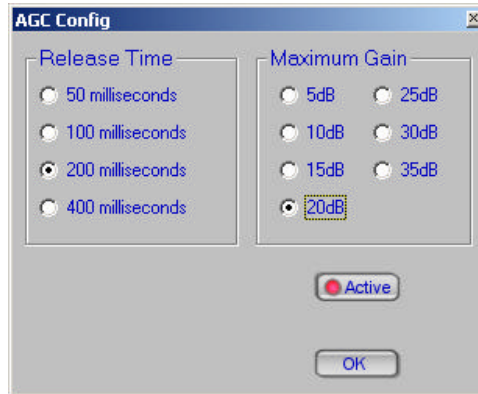 AGC Config
Release Time
50 milliseconds
100 milliseconds
200 milliseconds
400 milliseconds
Maximum Gain
5dB
10dB
15dB
20dB
25dB
30dB
35dB
Active
OK